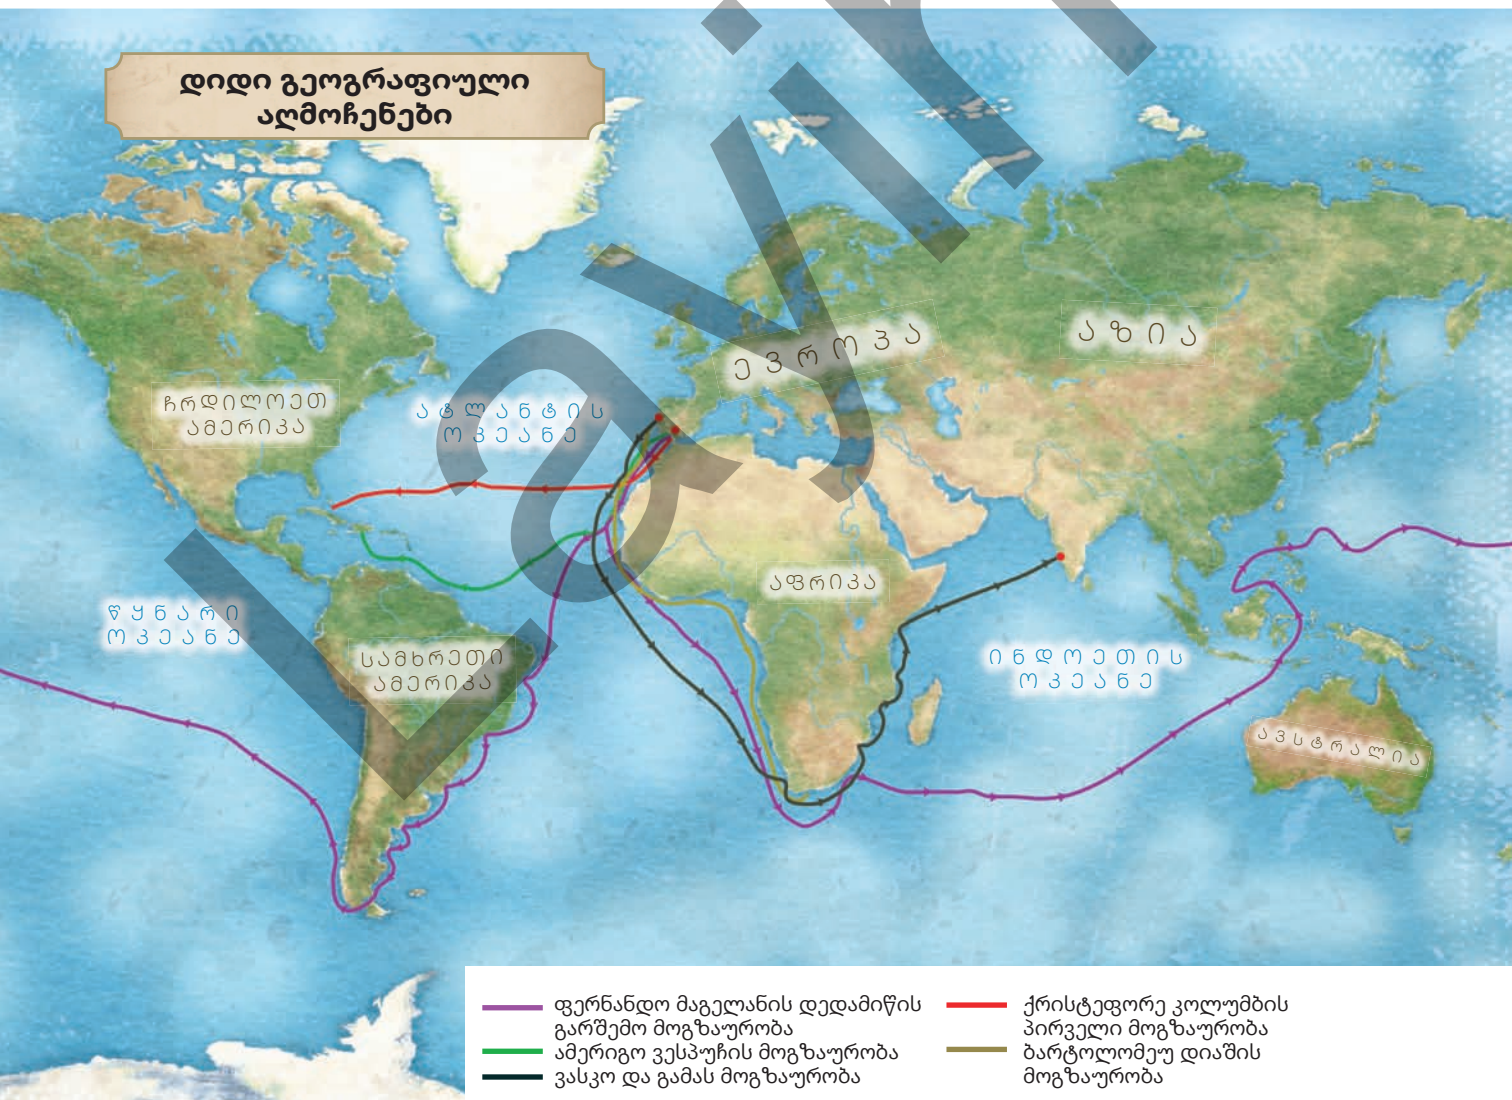 დიდი გეოგრაფიული
აღმოჩენები
ევროპა
აზია
ჩრდილოეთ
ამერიკა
ატლანტის
ოკეანე
აფრიკა
წყნარი
ოკეანე
სამხრეთი
ამერიკა
ინდოეთის
ოკეანე
ავსტრალია
ფერნანდო მაგელანის დედამიწის
გარშემო მოგზაურობა
ამერიგო ვესპუჩის მოგზაურობა
ვასკო და გამას მოგზაურობა
ქრისტეფორე კოლუმბის
პირველი მოგზაურობა
ბარტოლომეუ დიაშის
მოგზაურობა